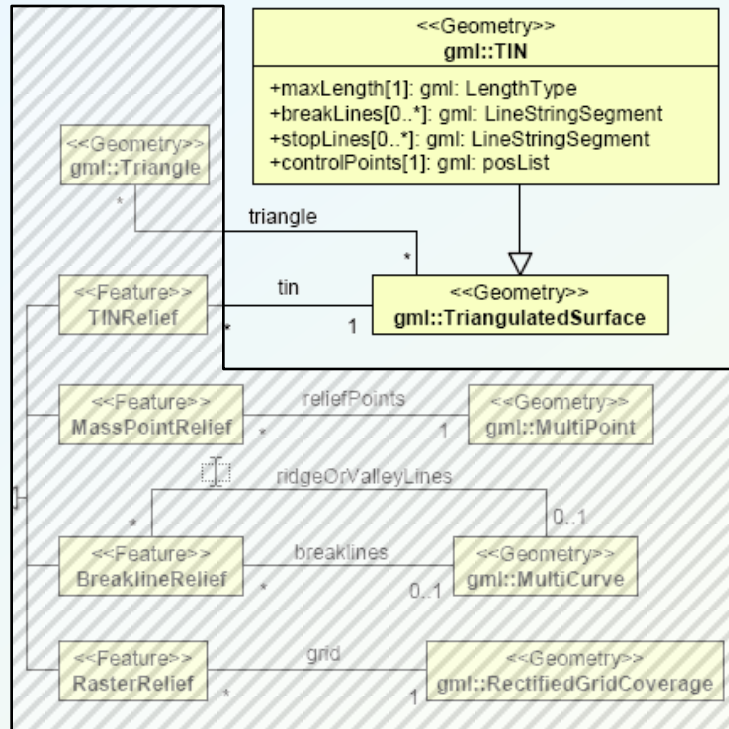 <<Geometry>>
gml::TIN
+maxLength[1]: gml: LengthType
+breakLines[0..*]: gml: LineStringSegment
+stopLines[0..*]: gml: LineStringSegment
+controlPoints[1]: gml: posList
<<Geometry>>
gml::Triangle
*
triangle
*
<<Feature>>
TINRelief
*
tin
1
<<Geometry>>
gml::TriangulatedSurface
<<Feature>>
MassPointRelief
*
reliefPoints
1
<<Geometry>>
gml::MultiPoint
ridgeOrValleyLines
*
0..1
<<Feature>>
BreaklineRelief
*
breaklines
0..1
<<Geometry>>
gml::MultiCurve
<<Feature>>
RasterRelief
*
grid
1
<<Geometry>>
gml::RectifiedGridCoverage